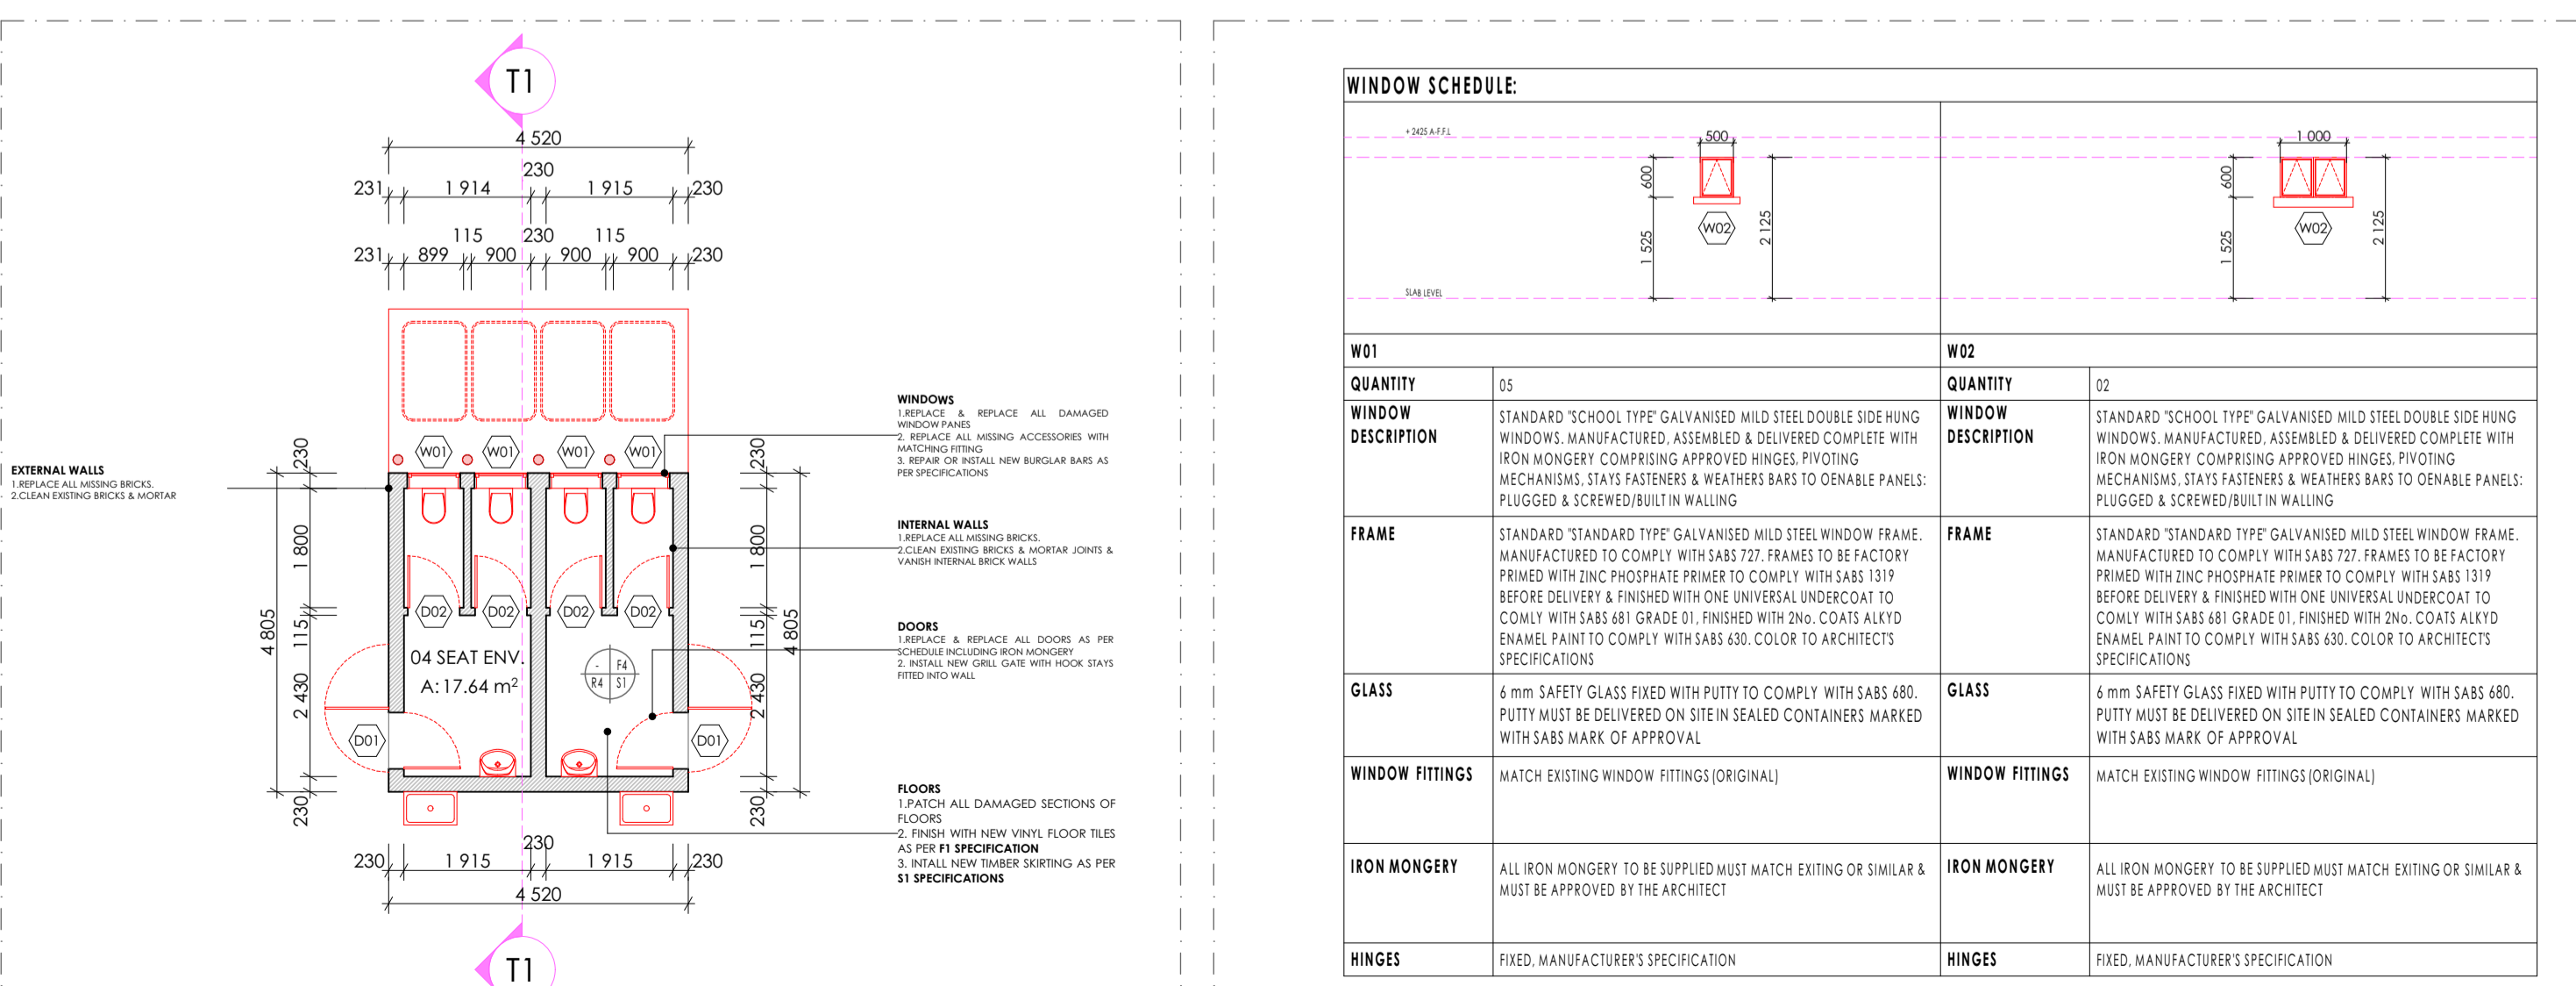 T1
4 520
230
231
1 914
1 915
230
115
230
115
231
899
900
900
900
230
W01
W01
W01
W01
EXTERNAL WALLS
1.REPLACE ALL MISSING BRICKS.
2.CLEAN EXISTING BRICKS & MORTAR
WINDOWS
1.REPLACE & REPLACE ALL DAMAGED
WINDOW PANES
2. REPLACE ALL MISSING ACCESSORIES WITH
MATCHING FITTING
3. REPAIR OR INSTALL NEW BURGLAR BARS AS
PER SPECIFICATIONS
INTERNAL WALLS
1.REPLACE ALL MISSING BRICKS.
2.CLEAN EXISTING BRICKS & MORTAR JOINTS &
VANISH INTERNAL BRICK WALLS
DOORS
1.REPLACE & REPLACE ALL DOORS AS PER
SCHEDULE INCLUDING IRON MONGERY
2. INSTALL NEW GRILL GATE WITH HOOK STAYS
FITTED INTO WALL
FLOORS
1.PATCH ALL DAMAGED SECTIONS OF
FLOORS
2. FINISH WITH NEW VINYL FLOOR TILES
AS PER F1 SPECIFICATION
3. INTALL NEW TIMBER SKIRTING AS PER
S1 SPECIFICATIONS
4 805
230
1 800
115
2 430
230
D02
D02
D02
D02
04 SEAT ENV.
A: 17.64 m²
- F4
R4 S1
D01
D01
230
1 800
115
2 430
230
4 805
230
230
1 915
1 915
230
4 520
T1
WINDOW SCHEDULE:
+ 2425 A-F.F.L
SLAB LEVEL
500
600
1 525
2 125
W02
1 000
600
1 525
2 125
W02
W01
QUANTITY 05
WINDOW
DESCRIPTION
STANDARD "SCHOOL TYPE" GALVANISED MILD STEEL DOUBLE SIDE HUNG
WINDOWS. MANUFACTURED, ASSEMBLED & DELIVERED COMPLETE WITH
IRON MONGERY COMPRISING APPROVED HINGES, PIVOTING
MECHANISMS, STAYS FASTENERS & WEATHERS BARS TO OENABLE PANELS:
PLUGGED & SCREWED/BUILT IN WALLING
FRAME
STANDARD "STANDARD TYPE" GALVANISED MILD STEEL WINDOW FRAME.
MANUFACTURED TO COMPLY WITH SABS 727. FRAMES TO BE FACTORY
PRIMED WITH ZINC PHOSPHATE PRIMER TO COMPLY WITH SABS 1319
BEFORE DELIVERY & FINISHED WITH ONE UNIVERSAL UNDERCOAT TO
COMLY WITH SABS 681 GRADE 01, FINISHED WITH 2No. COATS ALKYD
ENAMEL PAINT TO COMPLY WITH SABS 630. COLOR TO ARCHITECT'S
SPECIFICATIONS
GLASS
6 mm SAFETY GLASS FIXED WITH PUTTY TO COMPLY WITH SABS 680.
PUTTY MUST BE DELIVERED ON SITE IN SEALED CONTAINERS MARKED
WITH SABS MARK OF APPROVAL
WINDOW FITTINGS MATCH EXISTING WINDOW FITTINGS (ORIGINAL)
IRON MONGERY
ALL IRON MONGERY TO BE SUPPLIED MUST MATCH EXITING OR SIMILAR &
MUST BE APPROVED BY THE ARCHITECT
HINGES FIXED, MANUFACTURER'S SPECIFICATION
W02
QUANTITY 02
WINDOW
DESCRIPTION
STANDARD "SCHOOL TYPE" GALVANISED MILD STEEL DOUBLE SIDE HUNG
WINDOWS. MANUFACTURED, ASSEMBLED & DELIVERED COMPLETE WITH
IRON MONGERY COMPRISING APPROVED HINGES, PIVOTING
MECHANISMS, STAYS FASTENERS & WEATHERS BARS TO OENABLE PANELS:
PLUGGED & SCREWED/BUILT IN WALLING
FRAME
STANDARD "STANDARD TYPE" GALVANISED MILD STEEL WINDOW FRAME.
MANUFACTURED TO COMPLY WITH SABS 727. FRAMES TO BE FACTORY
PRIMED WITH ZINC PHOSPHATE PRIMER TO COMPLY WITH SABS 1319
BEFORE DELIVERY & FINISHED WITH ONE UNIVERSAL UNDERCOAT TO
COMLY WITH SABS 681 GRADE 01, FINISHED WITH 2No. COATS ALKYD
ENAMEL PAINT TO COMPLY WITH SABS 630. COLOR TO ARCHITECT'S
SPECIFICATIONS
GLASS
6 mm SAFETY GLASS FIXED WITH PUTTY TO COMPLY WITH SABS 680.
PUTTY MUST BE DELIVERED ON SITE IN SEALED CONTAINERS MARKED
WITH SABS MARK OF APPROVAL
WINDOW FITTINGS MATCH EXISTING WINDOW FITTINGS (ORIGINAL)
IRON MONGERY
ALL IRON MONGERY TO BE SUPPLIED MUST MATCH EXITING OR SIMILAR &
MUST BE APPROVED BY THE ARCHITECT
HINGES FIXED, MANUFACTURER'S SPECIFICATION